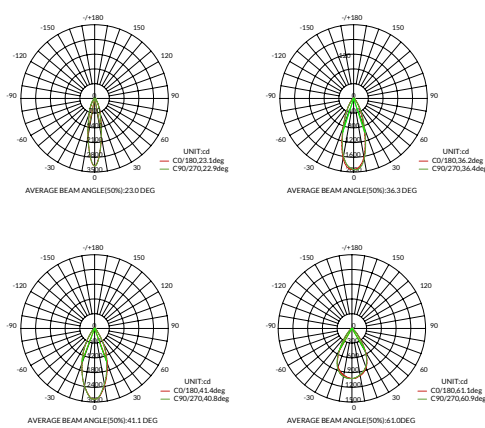 -/+180
-150 150
-120 120
-90 90
-60 60
-30 30
0
UNIT:cd
C0/180,23.1deg
C90/270,22.9deg
AVERAGE BEAM ANGLE(50%):23.0 DEG
-/+180
-150 150
-120 120
-90 90
-60 60
-30 30
0
UNIT:cd
C0/180,36.2deg
C90/270,36.4deg
AVERAGE BEAM ANGLE(50%):36.3 DEG
-/+180
-150 150
-120 120
-90 90
-60 60
-30 30
0
UNIT:cd
C0/180,41.4deg
C90/270,40.8deg
AVERAGE BEAM ANGLE(50%):41.1 DEG
-/+180
-150 150
-120 120
-90 90
-60 60
-30 30
0
UNIT:cd
C0/180,61.1deg
C90/270,60.9deg
AVERAGE BEAM ANGLE(50%):61.0DEG